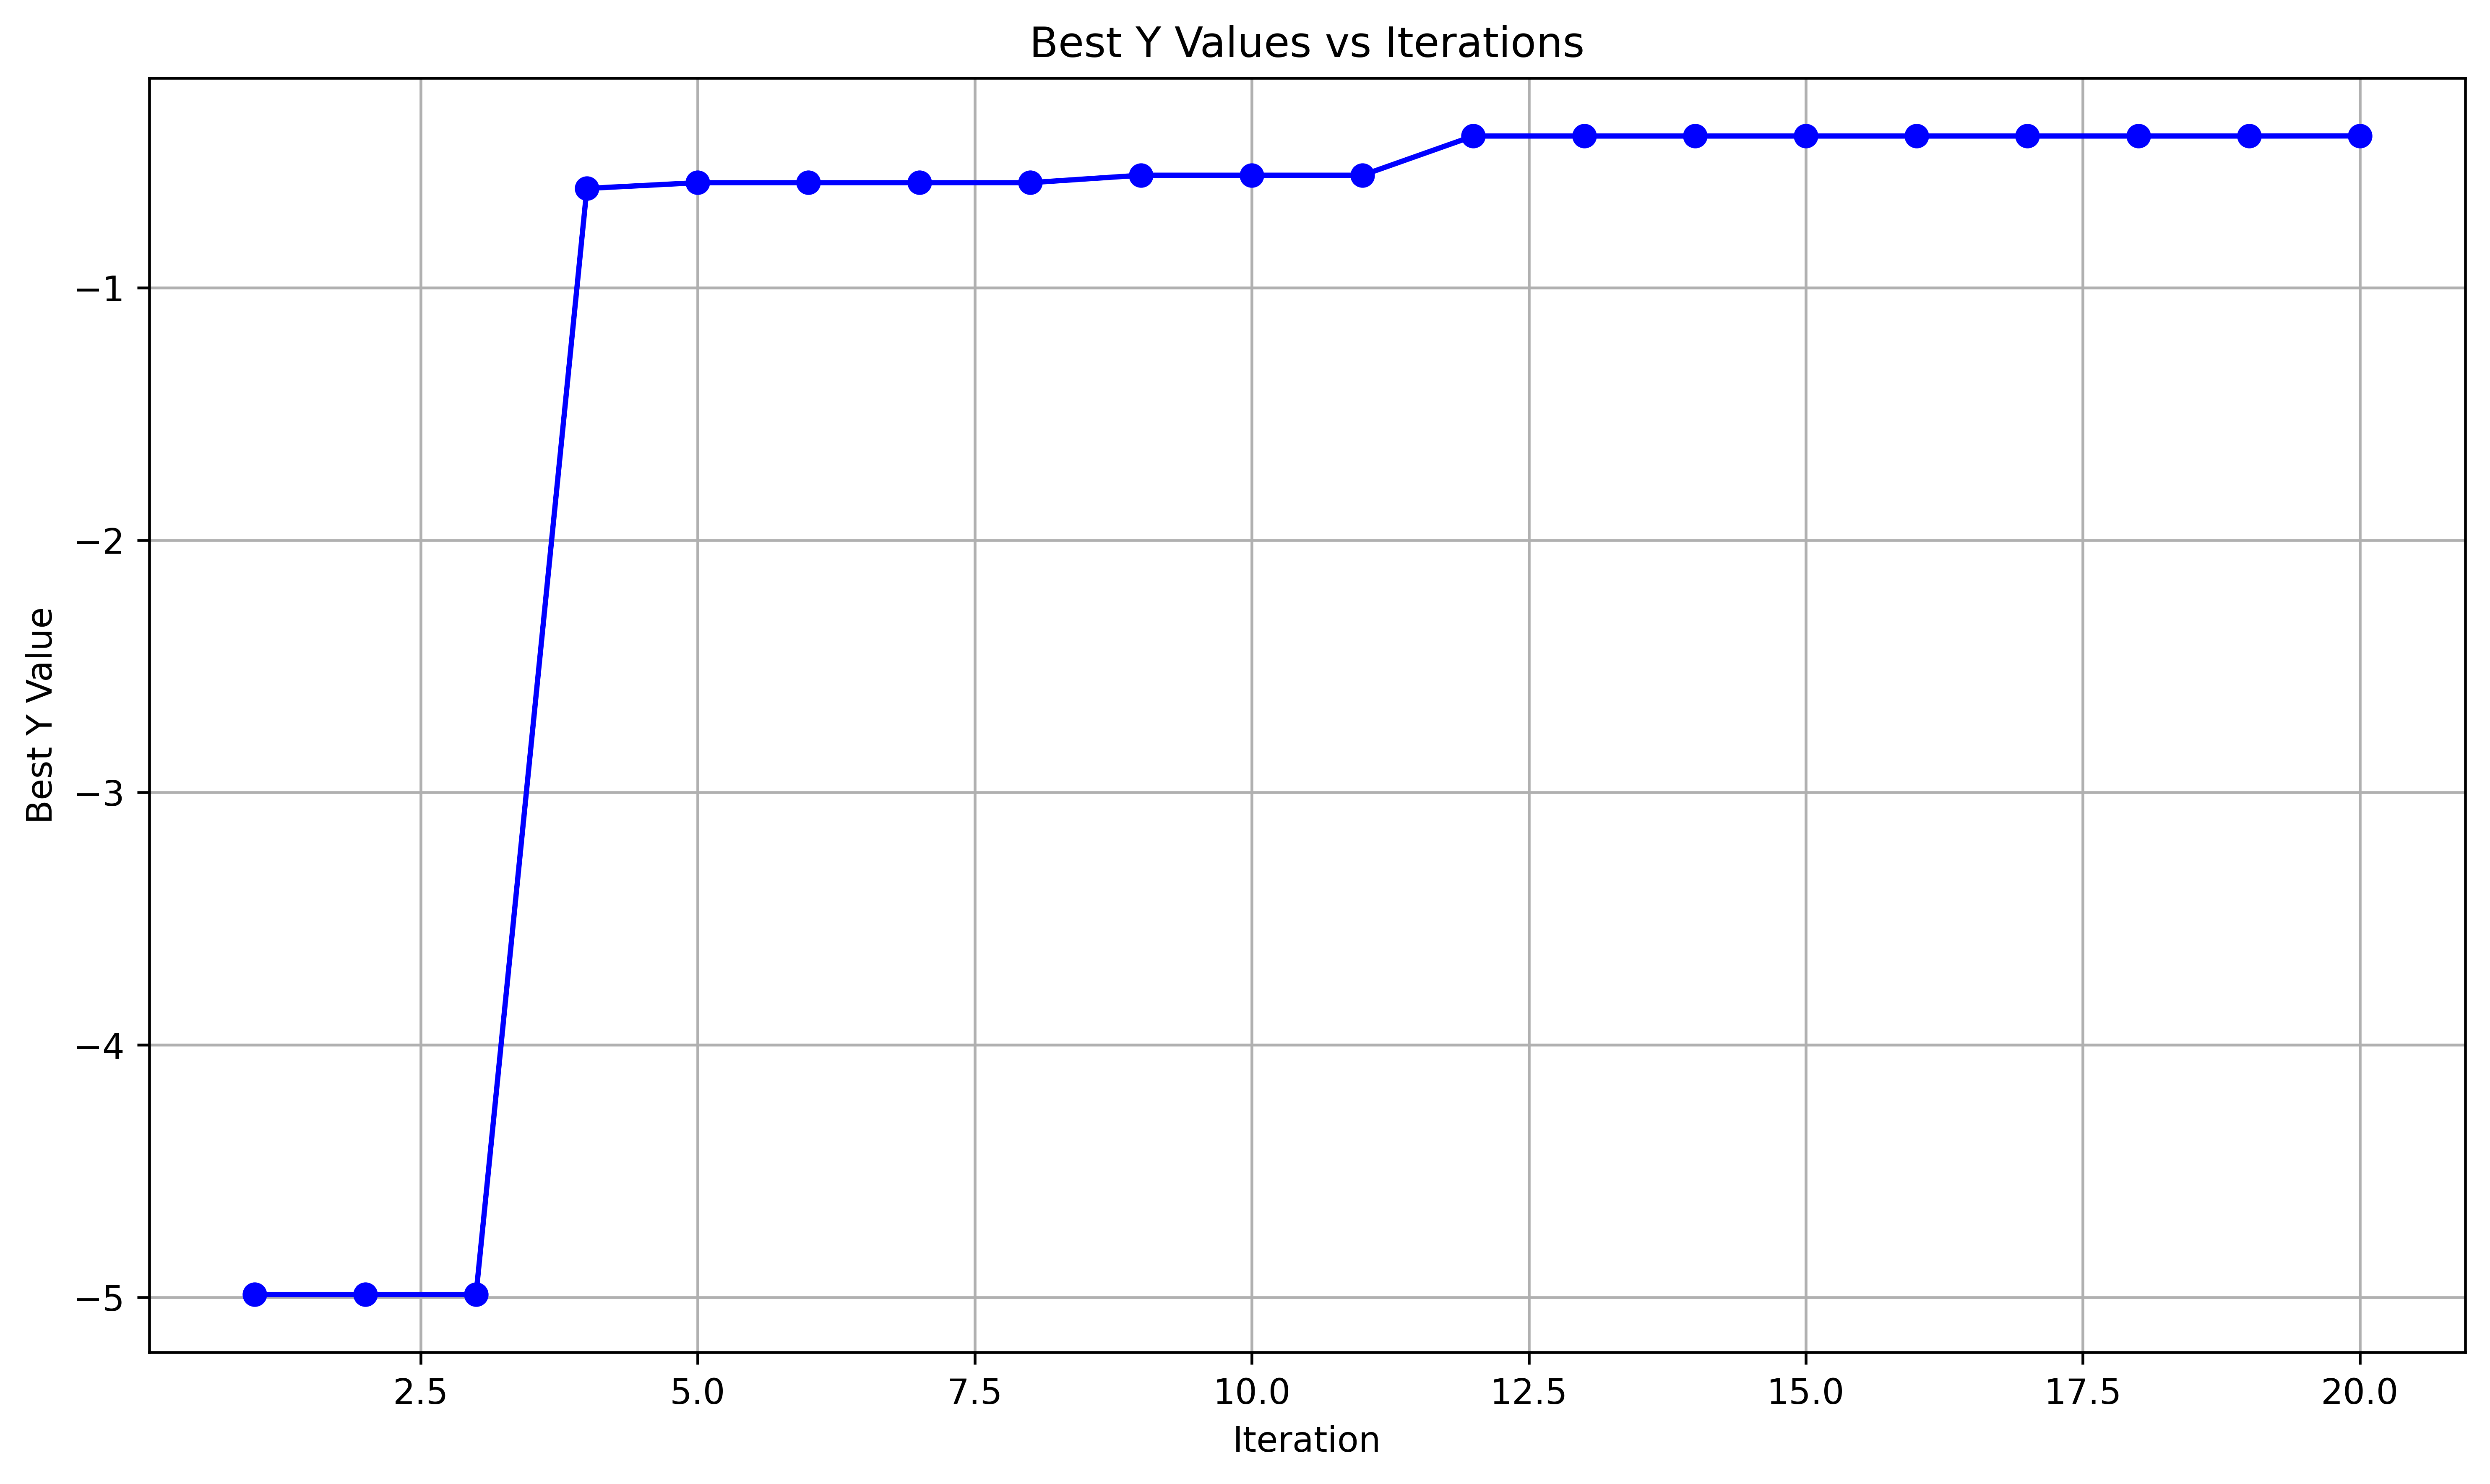 Best Y Values vs Iterations
Best Y Value
−1
−2
−3
−4
−5
2.5 5.0 7.5 10.0 12.5 15.0 17.5 20.0
Iteration